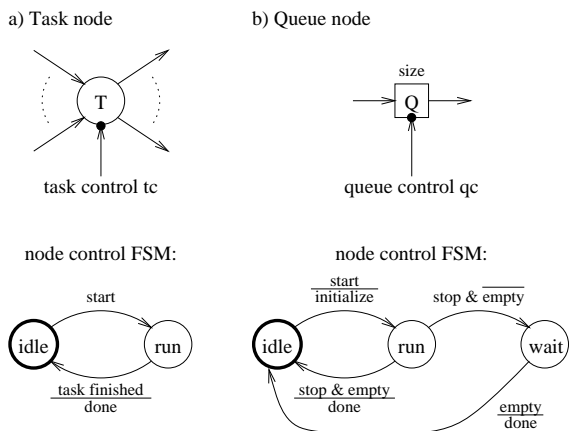 a) Task node
T
task control tc
node control FSM:
start
idle
run
task finished
done
b) Queue node
size
Q
queue control qc
node control FSM:
start
initialize
stop & empty
idle
run
wait
stop & empty
done
empty
done